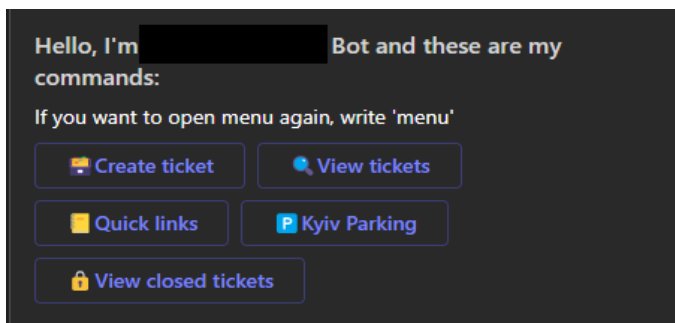 Hello, I'm Bot and these are my
commands:
If you want to open menu again, write 'menu'
Create ticket
View tickets
Quick links
Kyiv Parking
View closed tickets